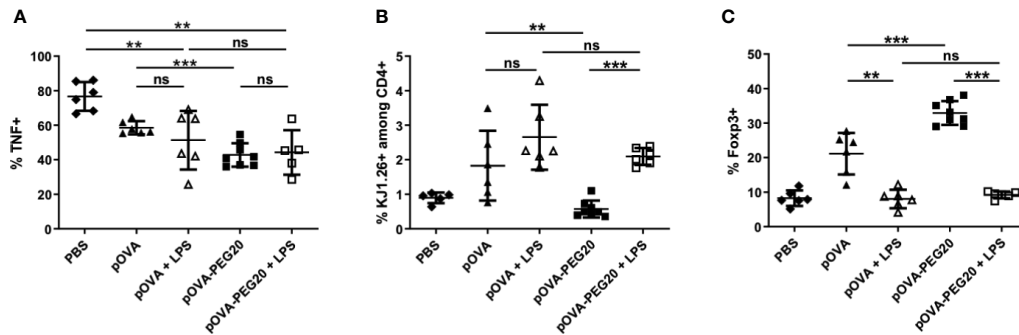 A
% TNF+
100
80
60
40
20
0
**
**
ns
***
ns
ns
PBS
pOVA
pOVA + LPS
pOVA-PEG20
pOVA-PEG20 + LPS
B
% KJ1.26+ among CD4+
5
4
3
2
1
0
**
ns
ns
***
PBS
pOVA
pOVA + LPS
pOVA-PEG20
pOVA-PEG20 + LPS
C
% Foxp3+
50
40
30
20
10
0
***
ns
**
***
PBS
pOVA
pOVA + LPS
pOVA-PEG20
pOVA-PEG20 + LPS